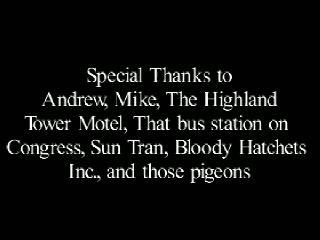 Special Thanks to
Andrew, Mike, The Highland
Tower Motel, That bus station on
Congress, Sun Tran, Bloody Hatchets
Inc., and those pigeons